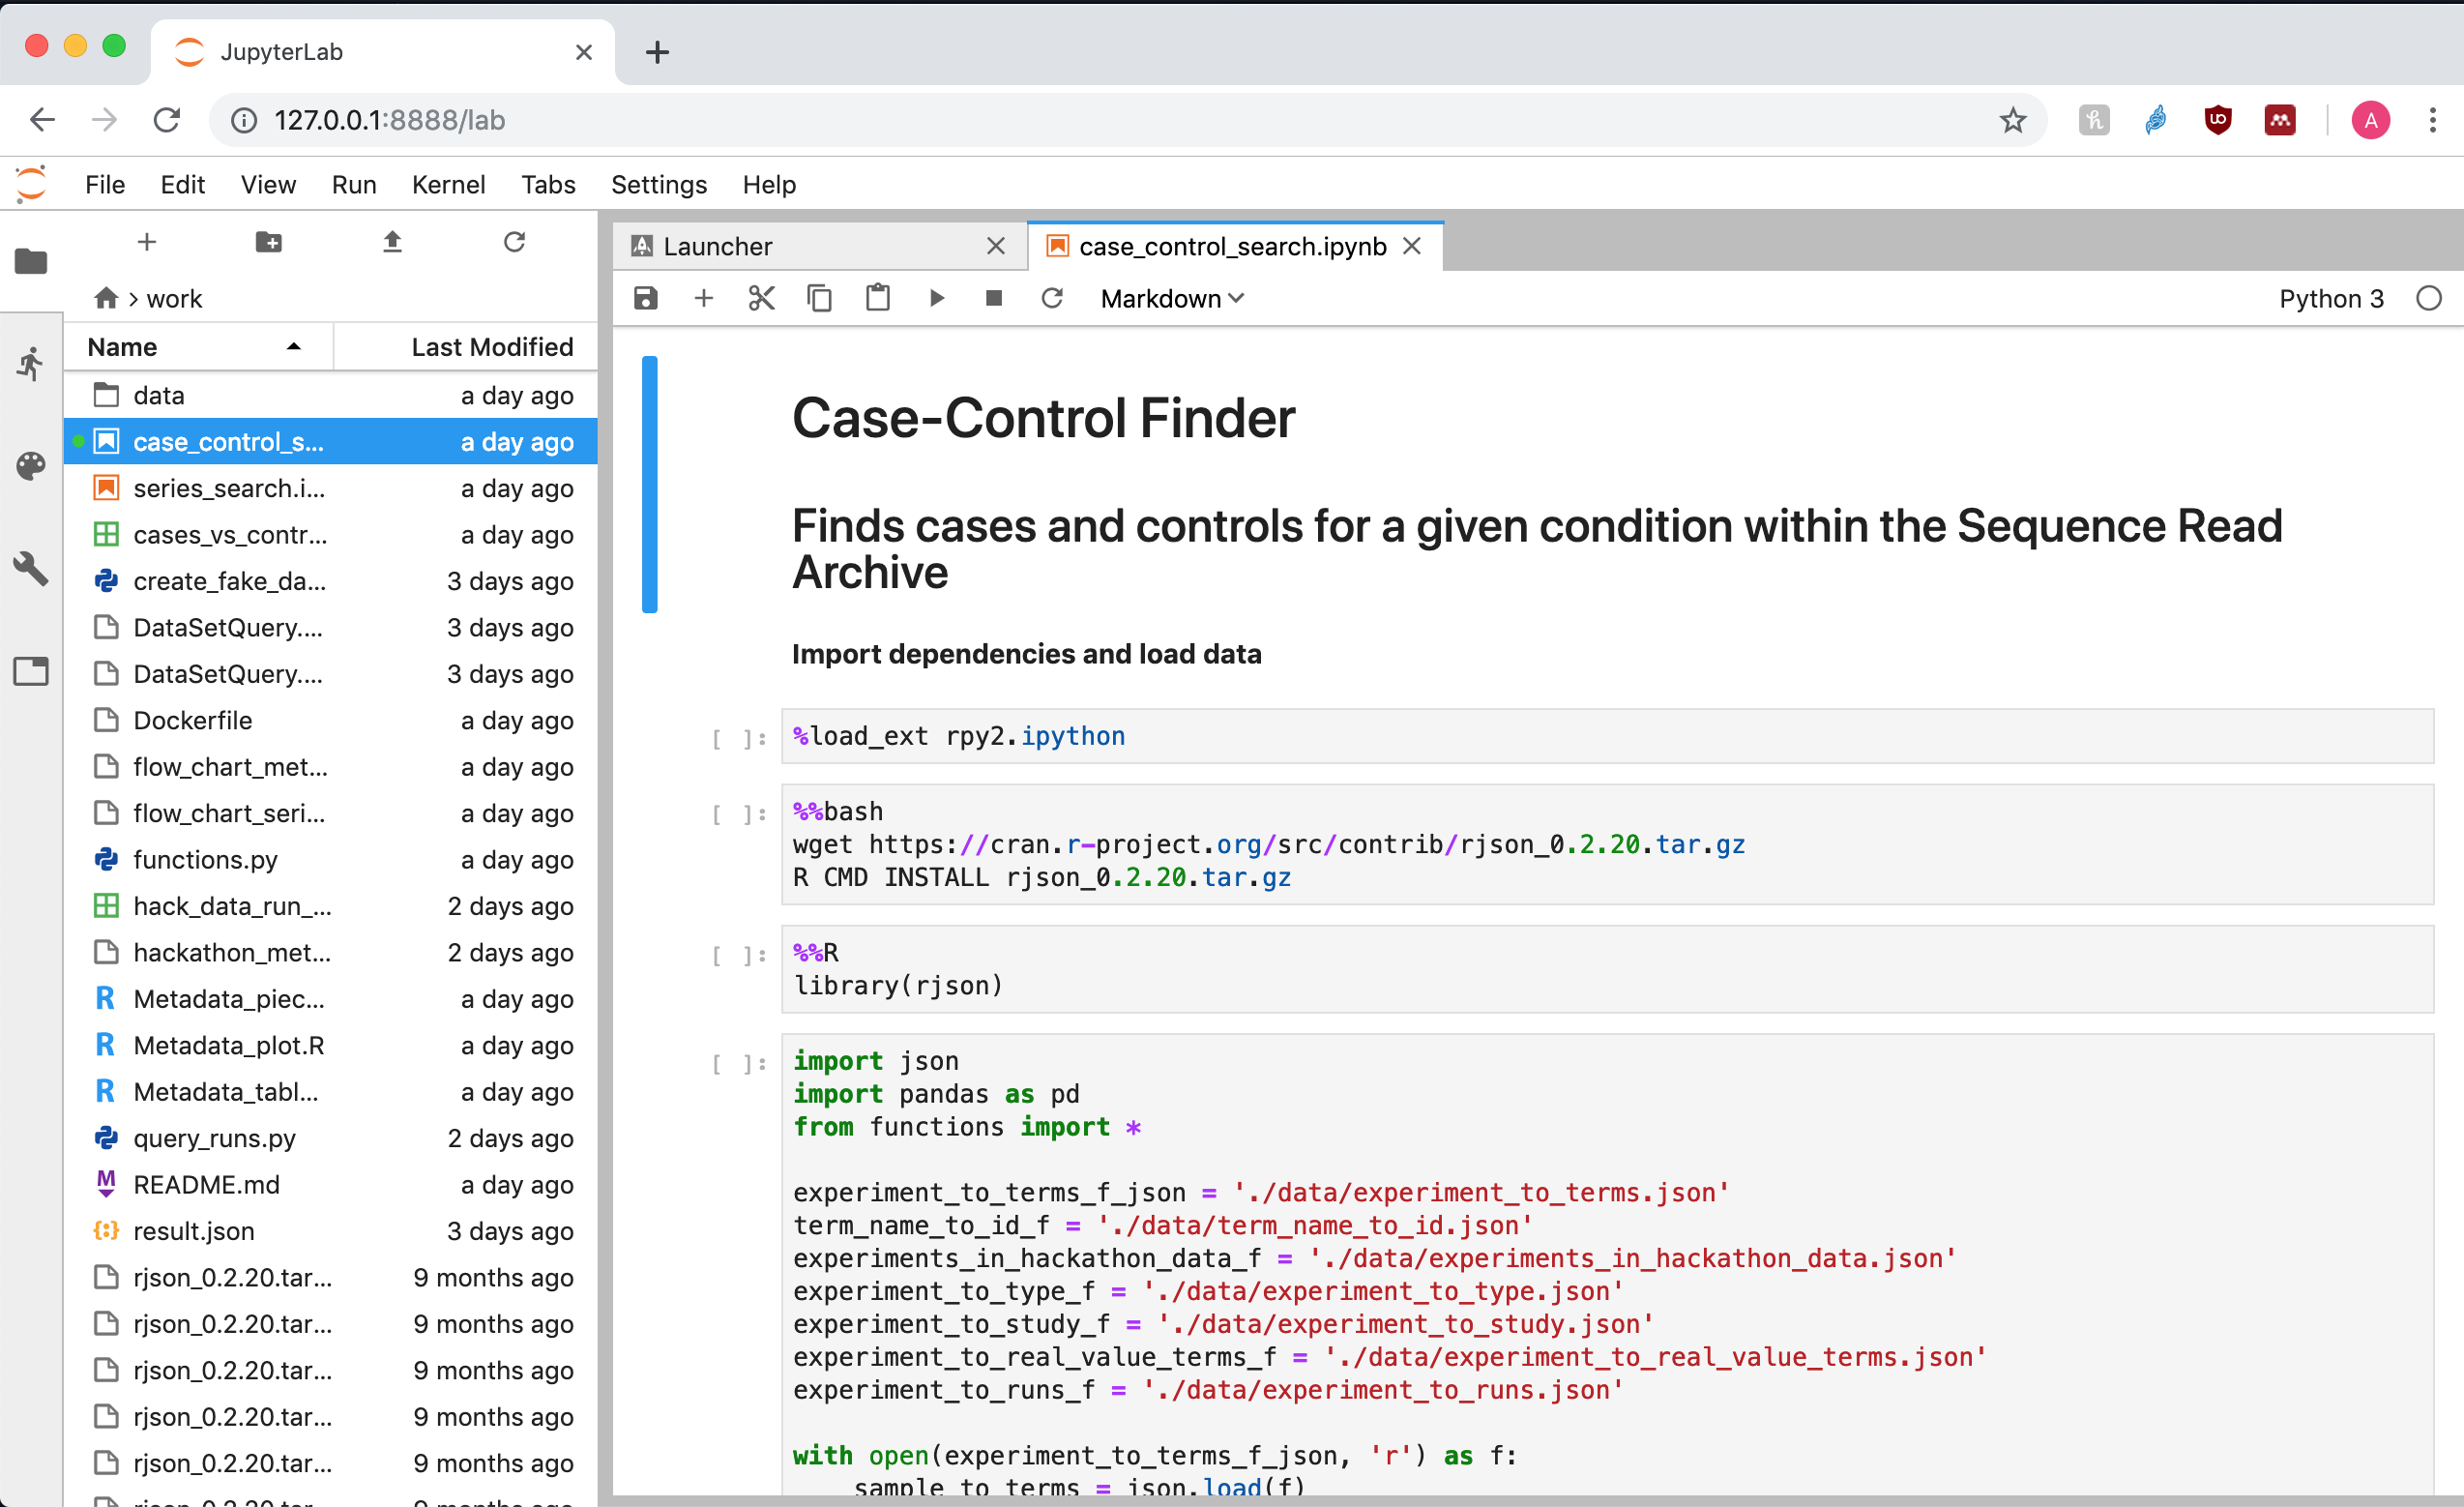 JupyterLab
127.0.0.1:8888/lab
A
File Edit View Run Kernel Tabs Settings Help
work
Name Last Modified
data a day ago
case_control_s... a day ago
series_search.i... a day ago
cases_vs_contr... a day ago
create_fake_da... 3 days ago
DataSetQuery.... 3 days ago
DataSetQuery.... 3 days ago
Dockerfile a day ago
flow_chart_met... a day ago
flow_chart_seri... a day ago
functions.py a day ago
hack_data_run_... 2 days ago
hackathon_met... 2 days ago
R Metadata_piec... a day ago
R Metadata_plot.R a day ago
R Metadata_tabl... a day ago
query_runs.py 2 days ago
M README.md a day ago
{:} result.json 3 days ago
rjson_0.2.20.tar... 9 months ago
rjson_0.2.20.tar... 9 months ago
rjson_0.2.20.tar... 9 months ago
rjson_0.2.20.tar... 9 months ago
rjson_0.2.20.tar... 9 months ago
Launcher case_control_search.ipynb
Markdown Python 3
Case-Control Finder
Finds cases and controls for a given condition within the Sequence Read
Archive
Import dependencies and load data
[ ]: %load_ext rpy2.ipython
[ ]: %%bash
wget https://cran.r-project.org/src/contrib/rjson_0.2.20.tar.gz
R CMD INSTALL rjson_0.2.20.tar.gz
[ ]: %%R
library(rjson)
[ ]: import json
import pandas as pd
from functions import *
experiment_to_terms_f_json = './data/experiment_to_terms.json'
term_name_to_id_f = './data/term_name_to_id.json'
experiments_in_hackathon_data_f = './data/experiments_in_hackathon_data.json'
experiment_to_type_f = './data/experiment_to_type.json'
experiment_to_study_f = './data/experiment_to_study.json'
experiment_to_real_value_terms_f = './data/experiment_to_real_value_terms.json'
experiment_to_runs_f = './data/experiment_to_runs.json'
with open(experiment_to_terms_f_json, 'r') as f:
sample_to_terms = json.load(f)